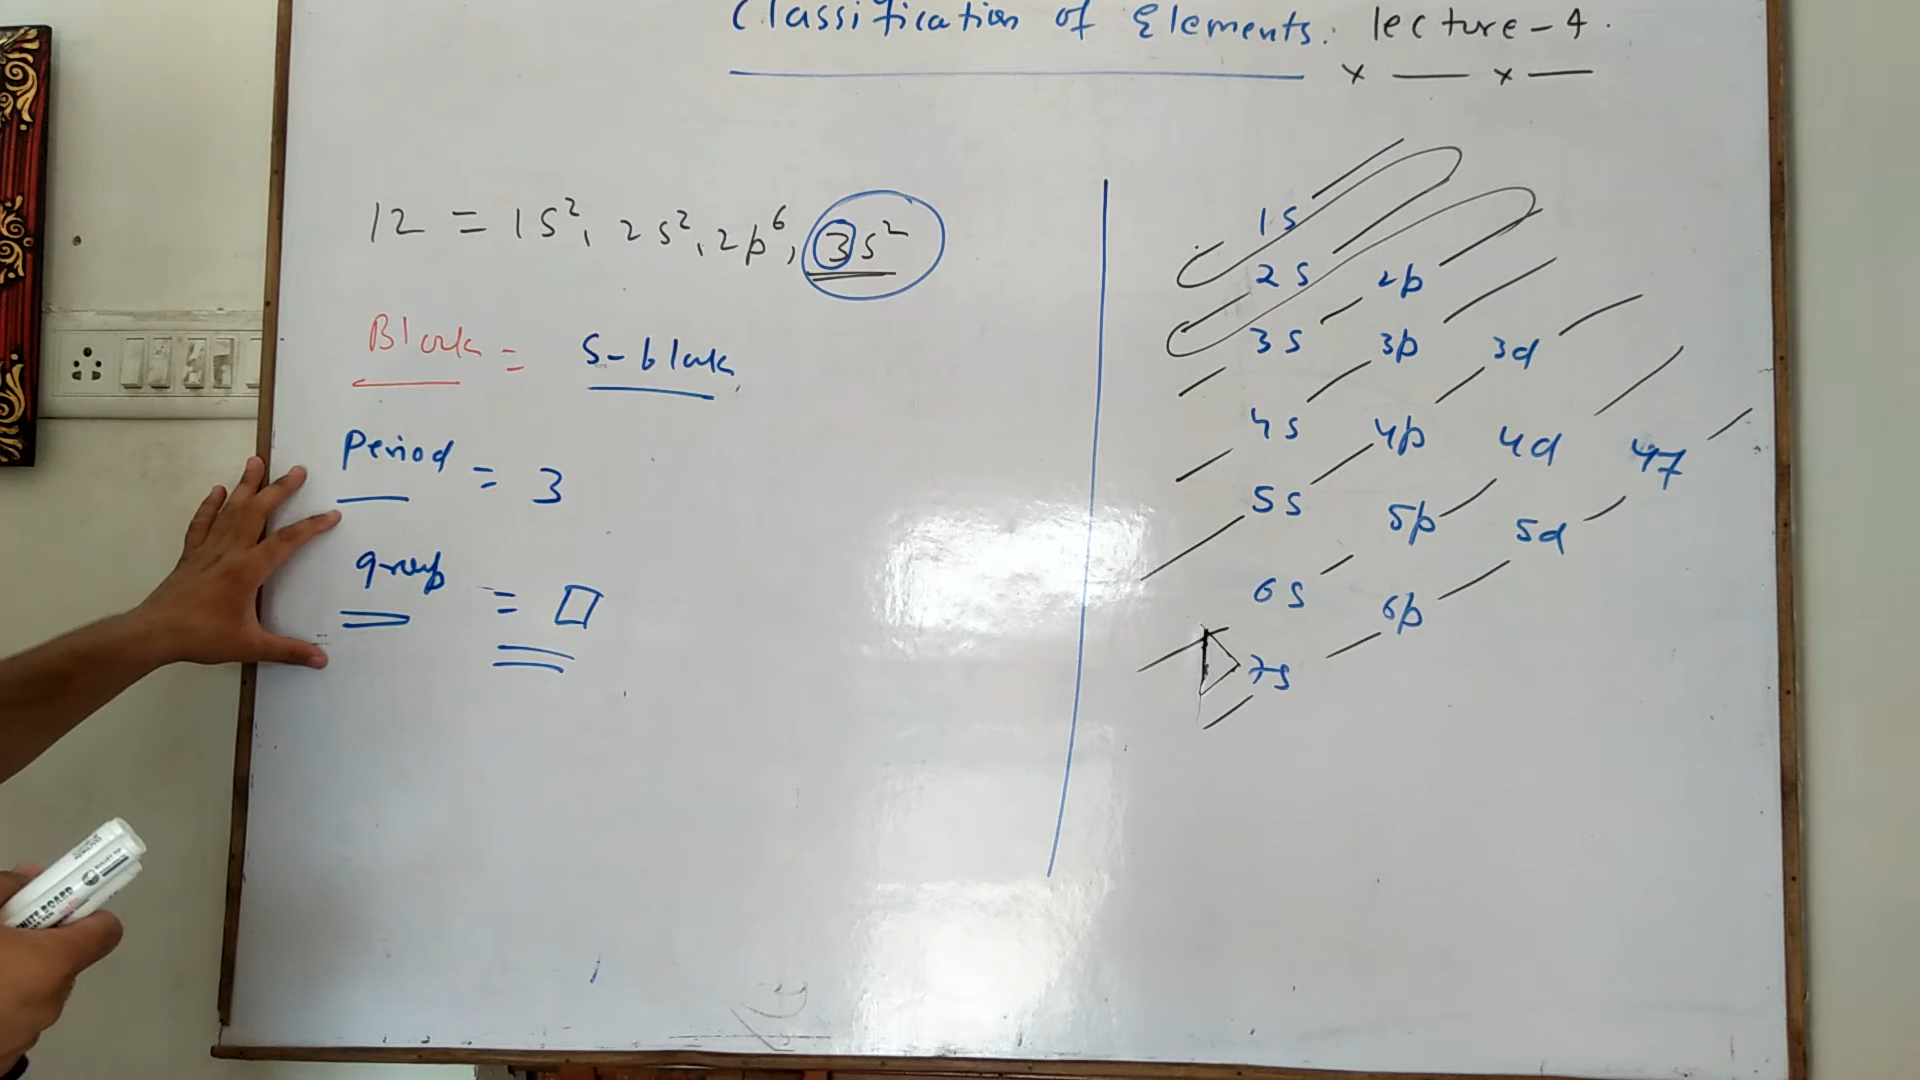 Classification of Elements. lecture-4.
x — x —
12 = 1s², 2s², 2p⁶, 3s²
Block = s-block
Period = 3
group = □
1s
2s 2p
3s 3p 3d
4s 4p 4d 4f
5s 5p 5d
6s 6p
7s